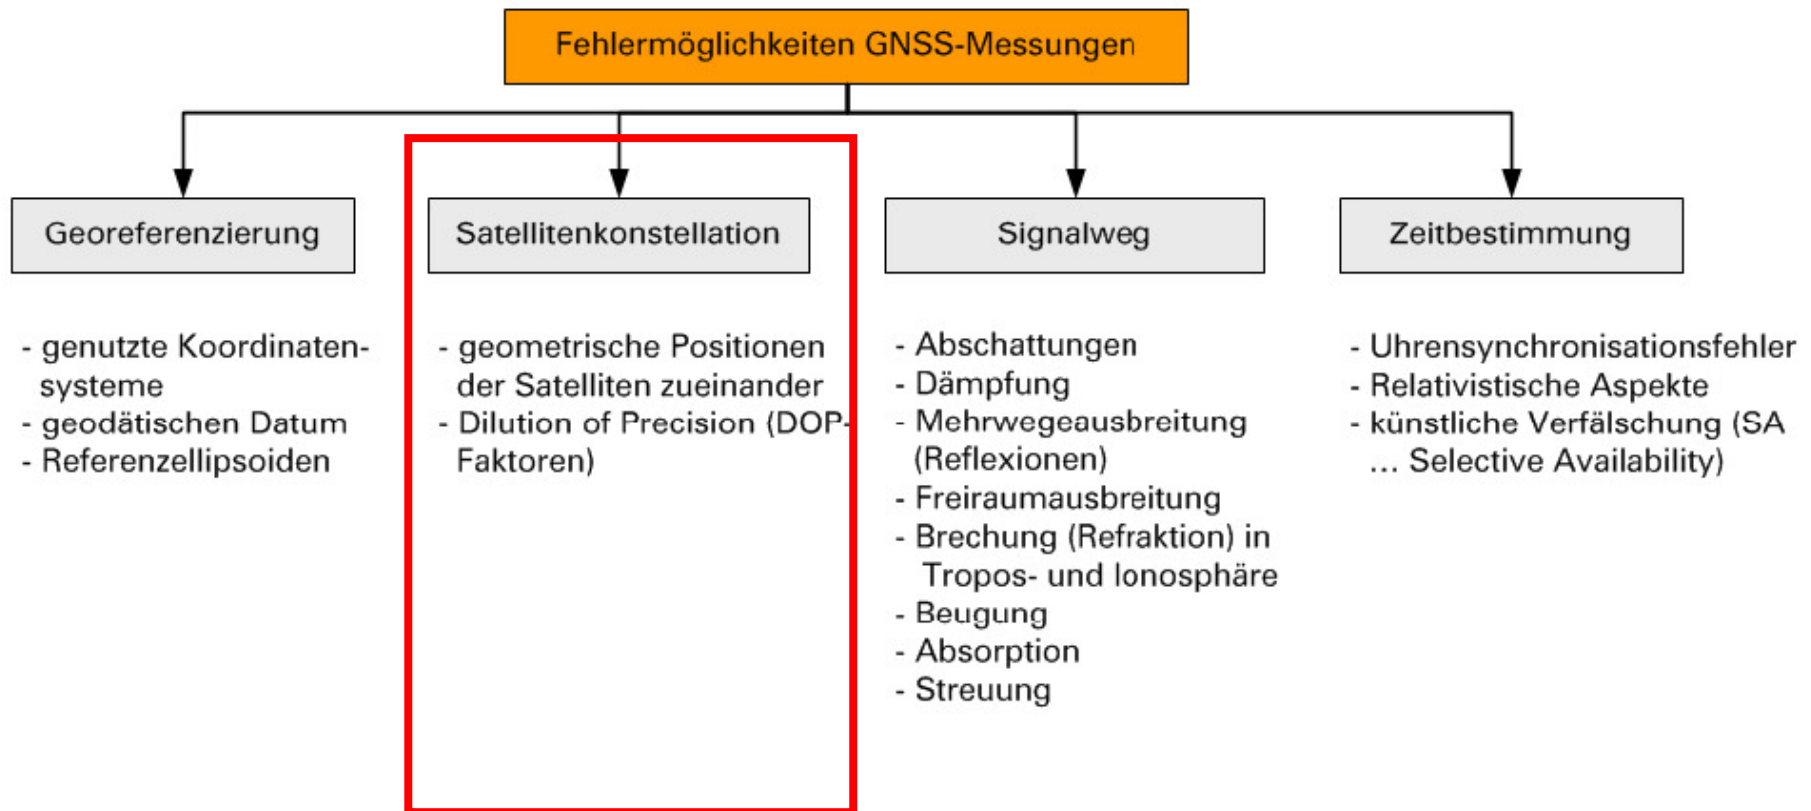 Fehlermöglichkeiten GNSS-Messungen
Georeferenzierung
- genutzte Koordinaten-
systeme
- geodätischen Datum
- Referenzellipsoiden
Satellitenkonstellation
- geometrische Positionen
der Satelliten zueinander
- Dilution of Precision (DOP-
Faktoren)
Signalweg
- Abschattungen
- Dämpfung
- Mehrwegeausbreitung
(Reflexionen)
- Freiraumausbreitung
- Brechung (Refraktion) in
Tropos- und Ionosphäre
- Beugung
- Absorption
- Streuung
Zeitbestimmung
- Uhrensynchronisationsfehler
- Relativistische Aspekte
- künstliche Verfälschung (SA
... Selective Availability)